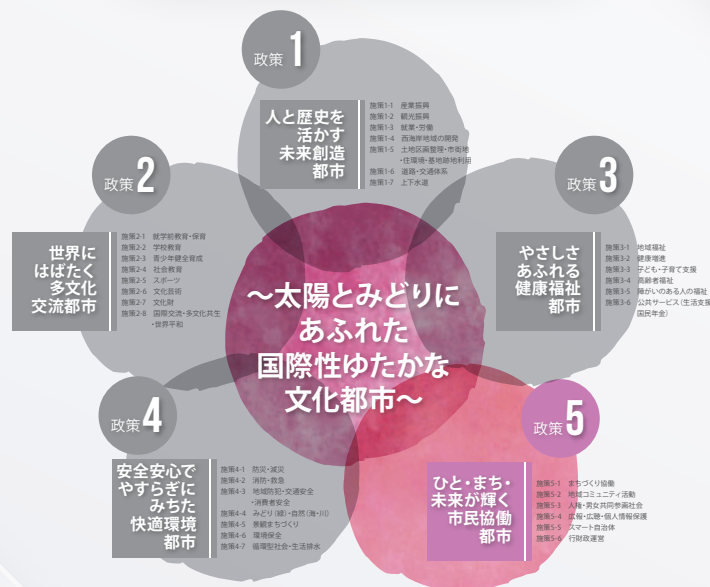 政策1
人と歴史を
活かす
未来創造
都市
施策1-1 産業振興
施策1-2 観光振興
施策1-3 就業・労働
施策1-4 西海岸地域の開発
施策1-5 土地区画整理・市街地
・住環境・基地跡地利用
施策1-6 道路・交通体系
施策1-7 上下水道
政策2
世界に
はばたく
多文化
交流都市
施策2-1 就学前教育・保育
施策2-2 学校教育
施策2-3 青少年健全育成
施策2-4 社会教育
施策2-5 スポーツ
施策2-6 文化芸術
施策2-7 文化財
施策2-8 国際交流・多文化共生
・世界平和
政策3
やさしさ
あふれる
健康福祉
都市
施策3-1 地域福祉
施策3-2 健康増進
施策3-3 子ども・子育て支援
施策3-4 高齢者福祉
施策3-5 障がいのある人の福祉
施策3-6 公共サービス(生活支援
国民年金)
～太陽とみどりに
あふれた
国際性ゆたかな
文化都市～
政策4
安全安心で
やすらぎに
みちた
快適環境
都市
施策4-1 防災・減災
施策4-2 消防・救急
施策4-3 地域防犯・交通安全
・消費者安全
施策4-4 みどり(緑)・自然(海・川)
施策4-5 景観まちづくり
施策4-6 環境保全
施策4-7 循環型社会・生活排水
政策5
ひと・まち・
未来が輝く
市民協働
都市
施策5-1 まちづくり協働
施策5-2 地域コミュニティ活動
施策5-3 人権・男女共同参画社会
施策5-4 広報・広聴・個人情報保護
施策5-5 スマート自治体
施策5-6 行財政運営